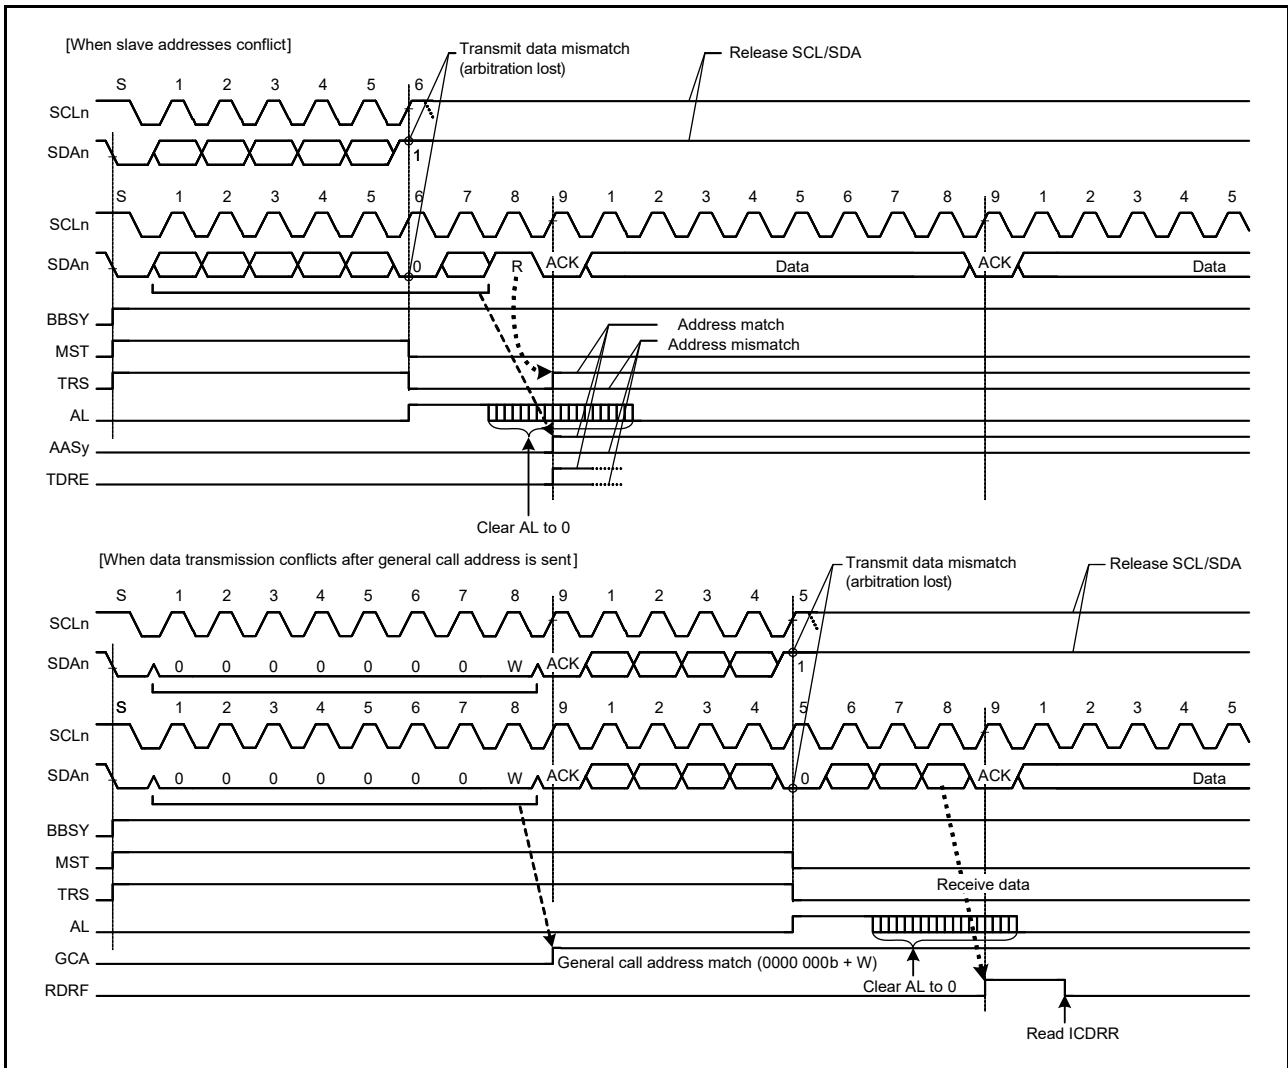 [When slave addresses conflict]
Transmit data mismatch
(arbitration lost)
Release SCL/SDA
S 1 2 3 4 5 6
SCLn
SDAn
1
S 1 2 3 4 5 6 7 8 9 1 2 3 4 5 6 7 8 9 1 2 3 4 5
SCLn
SDAn 0 R ACK Data ACK Data
BBSY
Address match
MST
Address mismatch
TRS
AL
AASy
TDRE
Clear AL to 0
[When data transmission conflicts after general call address is sent]
Transmit data mismatch
(arbitration lost)
Release SCL/SDA
S 1 2 3 4 5 6 7 8 9 1 2 3 4 5
SCLn
SDAn 0 0 0 0 0 0 0 W ACK 1
S 1 2 3 4 5 6 7 8 9 1 2 3 4 5 6 7 8 9 1 2 3 4 5
SCLn
SDAn 0 0 0 0 0 0 0 W ACK 0 ACK Data
BBSY
MST
TRS Receive data
AL
GCA General call address match (0000 000b + W)
Clear AL to 0
RDRF
Read ICDRR